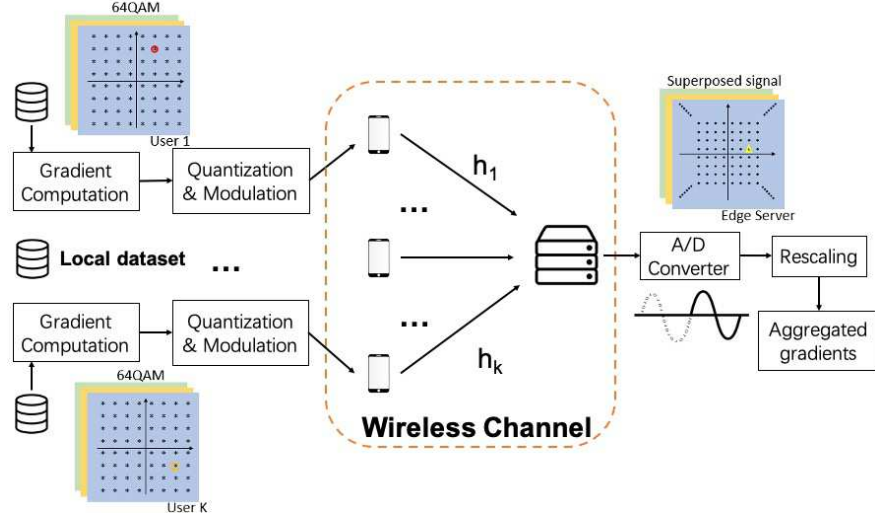 64QAM
User 1
Gradient
Computation
Quantization
& Modulation
Local dataset
...
Gradient
Computation
Quantization
& Modulation
64QAM
User K
h1
...
...
hk
Wireless Channel
Superposed signal
Edge Server
A/D
Converter
Rescaling
Aggregated
gradients